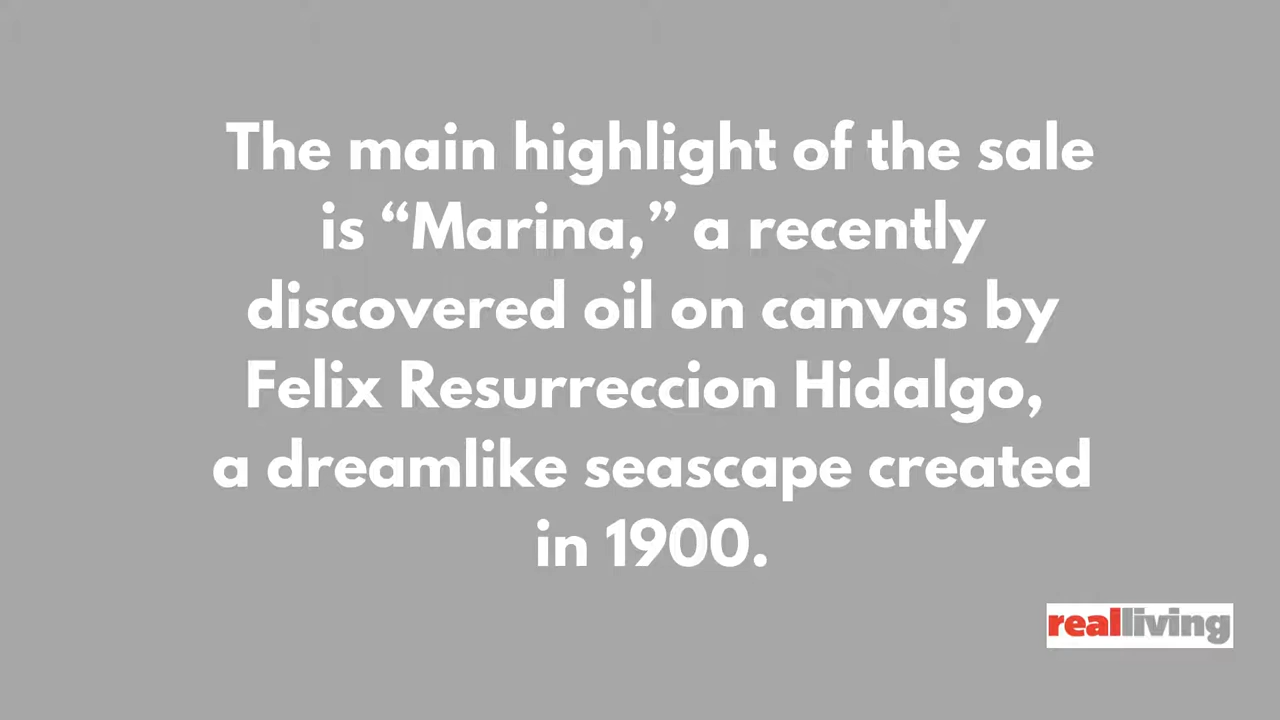 The main highlight of the sale
is “Marina,” a recently
discovered oil on canvas by
Felix Resurreccion Hidalgo,
a dreamlike seascape created
in 1900.
realliving